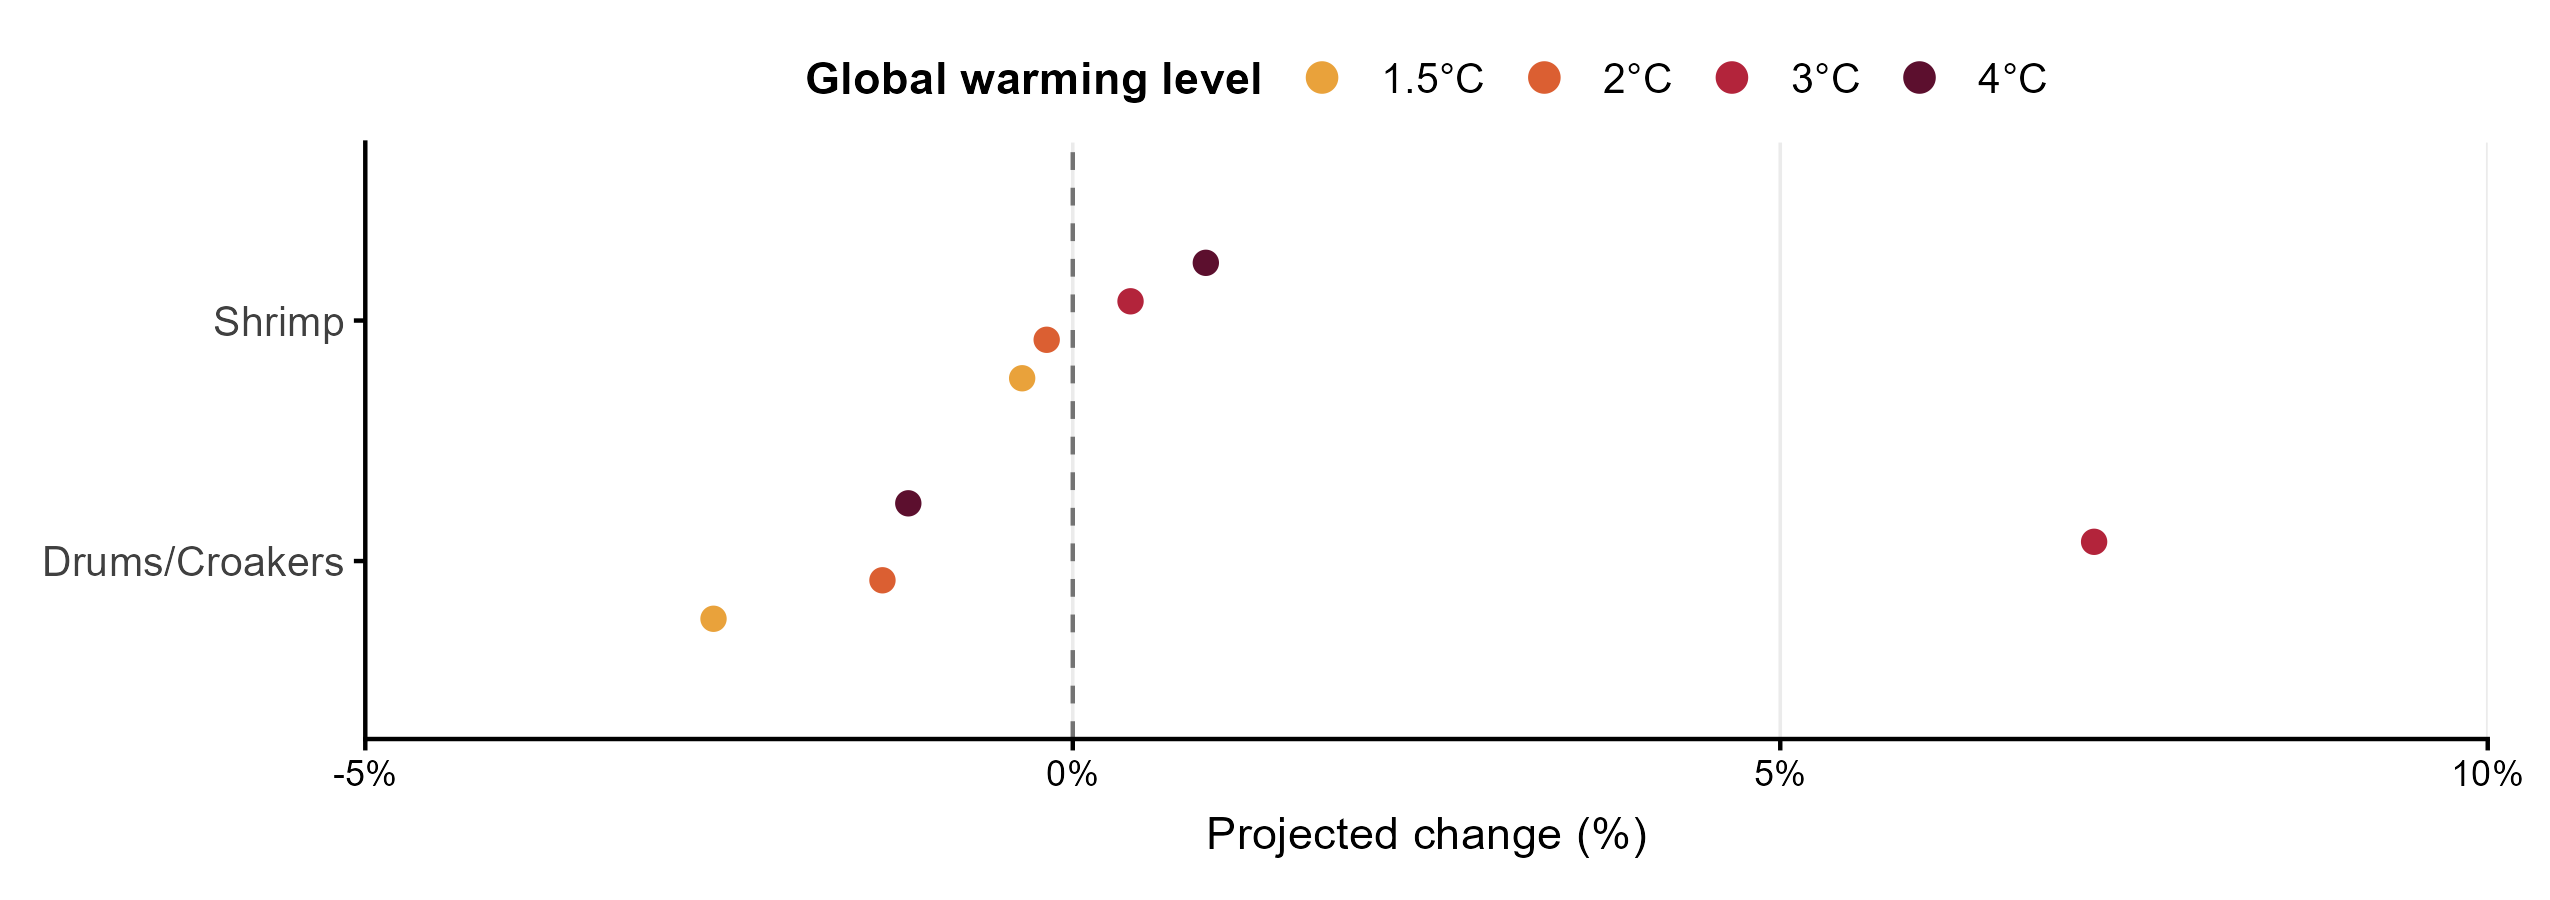 Global warming level 1.5°C 2°C 3°C 4°C
Shrimp
Drums/Croakers
-5% 0% 5% 10%
Projected change (%)